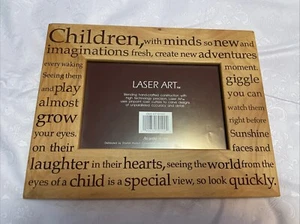 Children, with minds so new and
imaginations fresh, create new adventures
every waking moment.
Seeing them giggle
and play you can
almost watch them
grow right before
your eyes. Sunshine
on their faces and
laughter in their hearts, seeing the world from the
eyes of a child is a special view, so look quickly.
LASER ART